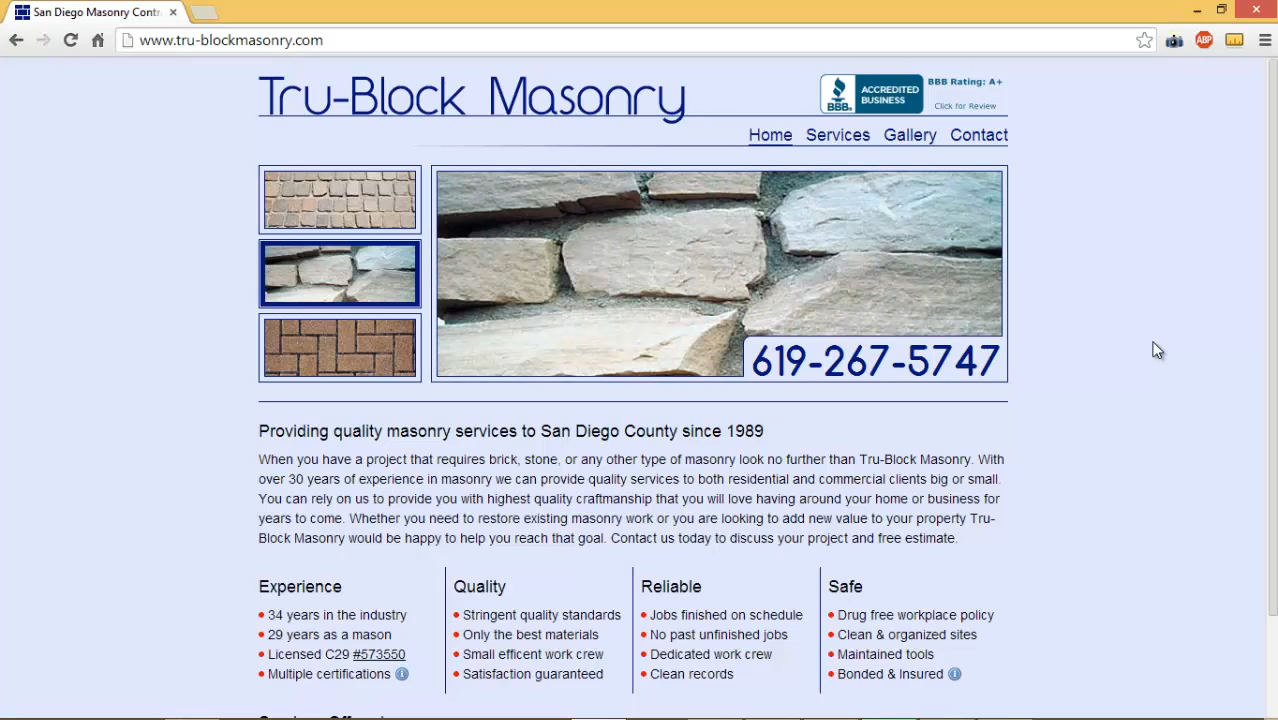 San Diego Masonry Contr
www.tru-blockmasonry.com
Tru-Block Masonry
BBB.
ACCREDITED
BUSINESS
BBB Rating: A+
Click for Review
Home Services Gallery Contact
619-267-5747
Providing quality masonry services to San Diego County since 1989
When you have a project that requires brick, stone, or any other type of masonry look no further than Tru-Block Masonry. With
over 30 years of experience in masonry we can provide quality services to both residential and commercial clients big or small.
You can rely on us to provide you with highest quality craftmanship that you will love having around your home or business for
years to come. Whether you need to restore existing masonry work or you are looking to add new value to your property Tru-
Block Masonry would be happy to help you reach that goal. Contact us today to discuss your project and free estimate.
Experience
34 years in the industry
29 years as a mason
Licensed C29 #573550
Multiple certifications
Quality
Stringent quality standards
Only the best materials
Small efficent work crew
Satisfaction guaranteed
Reliable
Jobs finished on schedule
No past unfinished jobs
Dedicated work crew
Clean records
Safe
Drug free workplace policy
Clean & organized sites
Maintained tools
Bonded & Insured
ABP